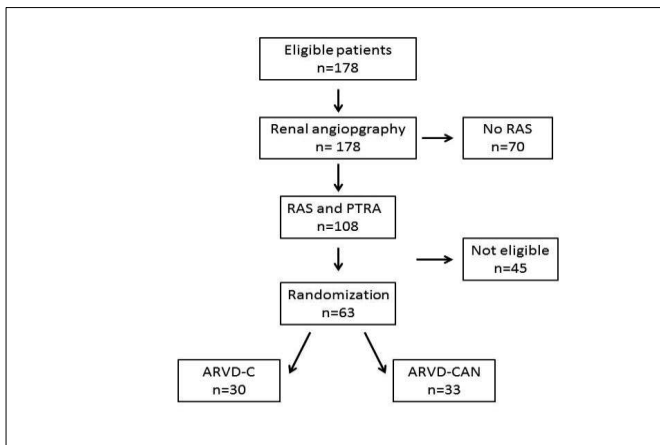 Eligible patients
n=178
Renal angiopgraphy
n= 178
No RAS
n=70
RAS and PTRA
n=108
Not eligible
n=45
Randomization
n=63
ARVD-C
n=30
ARVD-CAN
n=33